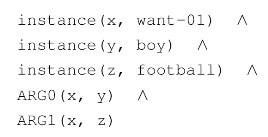 instance(x, want-01) ∧
instance(y, boy) ∧
instance(z, football) ∧
ARG0(x, y) ∧
ARG1(x, z)